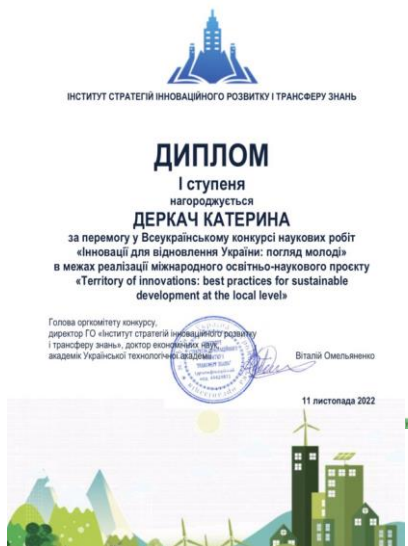 ІНСТИТУТ СТРАТЕГІЙ ІННОВАЦІЙНОГО РОЗВИТКУ І ТРАНСФЕРУ ЗНАНЬ
ДИПЛОМ
І ступеня
нагороджується
ДЕРКАЧ КАТЕРИНА
за перемогу у Всеукраїнському конкурсі наукових робіт
«Інновації для відновлення України: погляд молоді»
в межах реалізації міжнародного освітньо-наукового проєкту
«Territory of innovations: best practices for sustainable
development at the local level»
Голова оргкомітету конкурсу,
директор ГО «Інститут стратегій інноваційного розвитку
і трансферу знань», доктор економічних наук,
академік Української технологічної академії
Віталій Омельяненко
11 листопада 2022